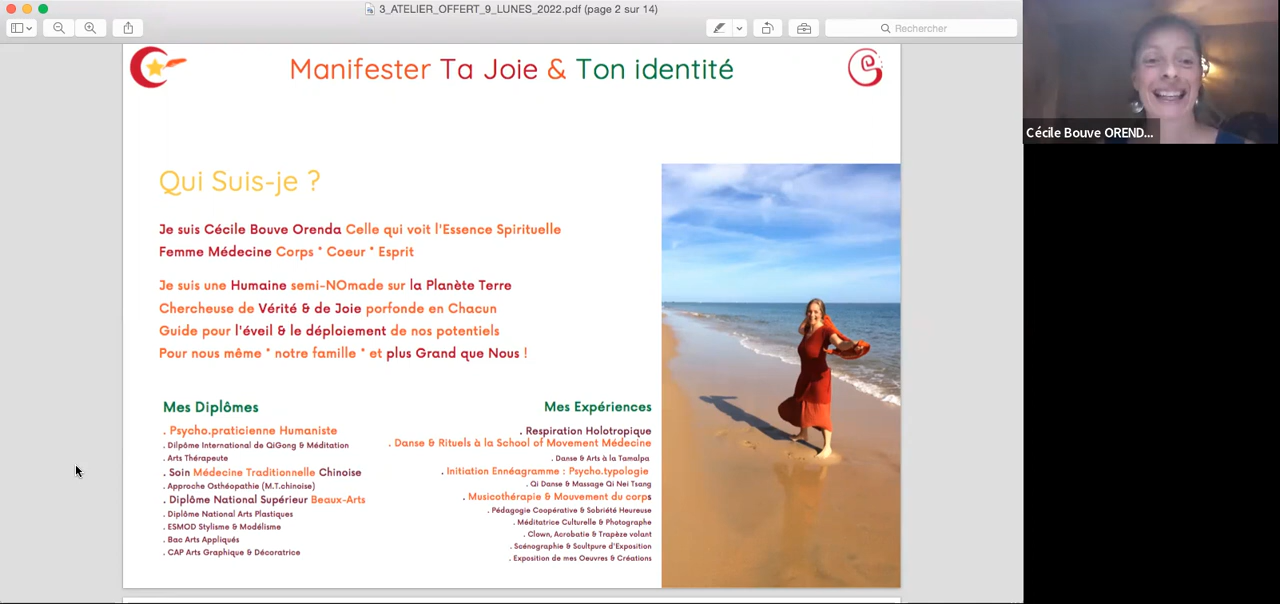 3_ATELIER_OFFERT_9_LUNES_2022.pdf (page 2 sur 14)
Rechercher
Manifester Ta Joie & Ton identité
Cécile Bouve OREND...
Qui Suis-je ?
Je suis Cécile Bouve Orenda Celle qui voit l'Essence Spirituelle
Femme Médecine Corps * Coeur * Esprit
Je suis une Humaine semi-NOmade sur la Planète Terre
Chercheuse de Vérité & de Joie porfonde en Chacun
Guide pour l'éveil & le déploiement de nos potentiels
Pour nous même * notre famille * et plus Grand que Nous !
Mes Diplômes
. Psycho.praticienne Humaniste
. Dilpôme International de QiGong & Méditation
. Arts Thérapeute
. Soin Médecine Traditionnelle Chinoise
. Approche Osthéopathie (M.T.chinoise)
. Diplôme National Supérieur Beaux-Arts
. Diplôme National Arts Plastiques
. ESMOD Stylisme & Modélisme
. Bac Arts Appliqués
. CAP Arts Graphique & Décoratrice
Mes Expériences
. Respiration Holotropique
. Danse & Rituels à la School of Movement Médecine
. Danse & Arts à la Tamalpa
. Initiation Ennéagramme : Psycho.typologie
. Qi Danse & Massage Qi Nei Tsang
. Musicothérapie & Mouvement du corps
. Pédagogie Coopérative & Sobriété Heureuse
. Méditatrice Culturelle & Photographe
. Clown, Acrobatie & Trapèze volant
. Scénographie & Scultpure d'Exposition
. Exposition de mes Oeuvres & Créations